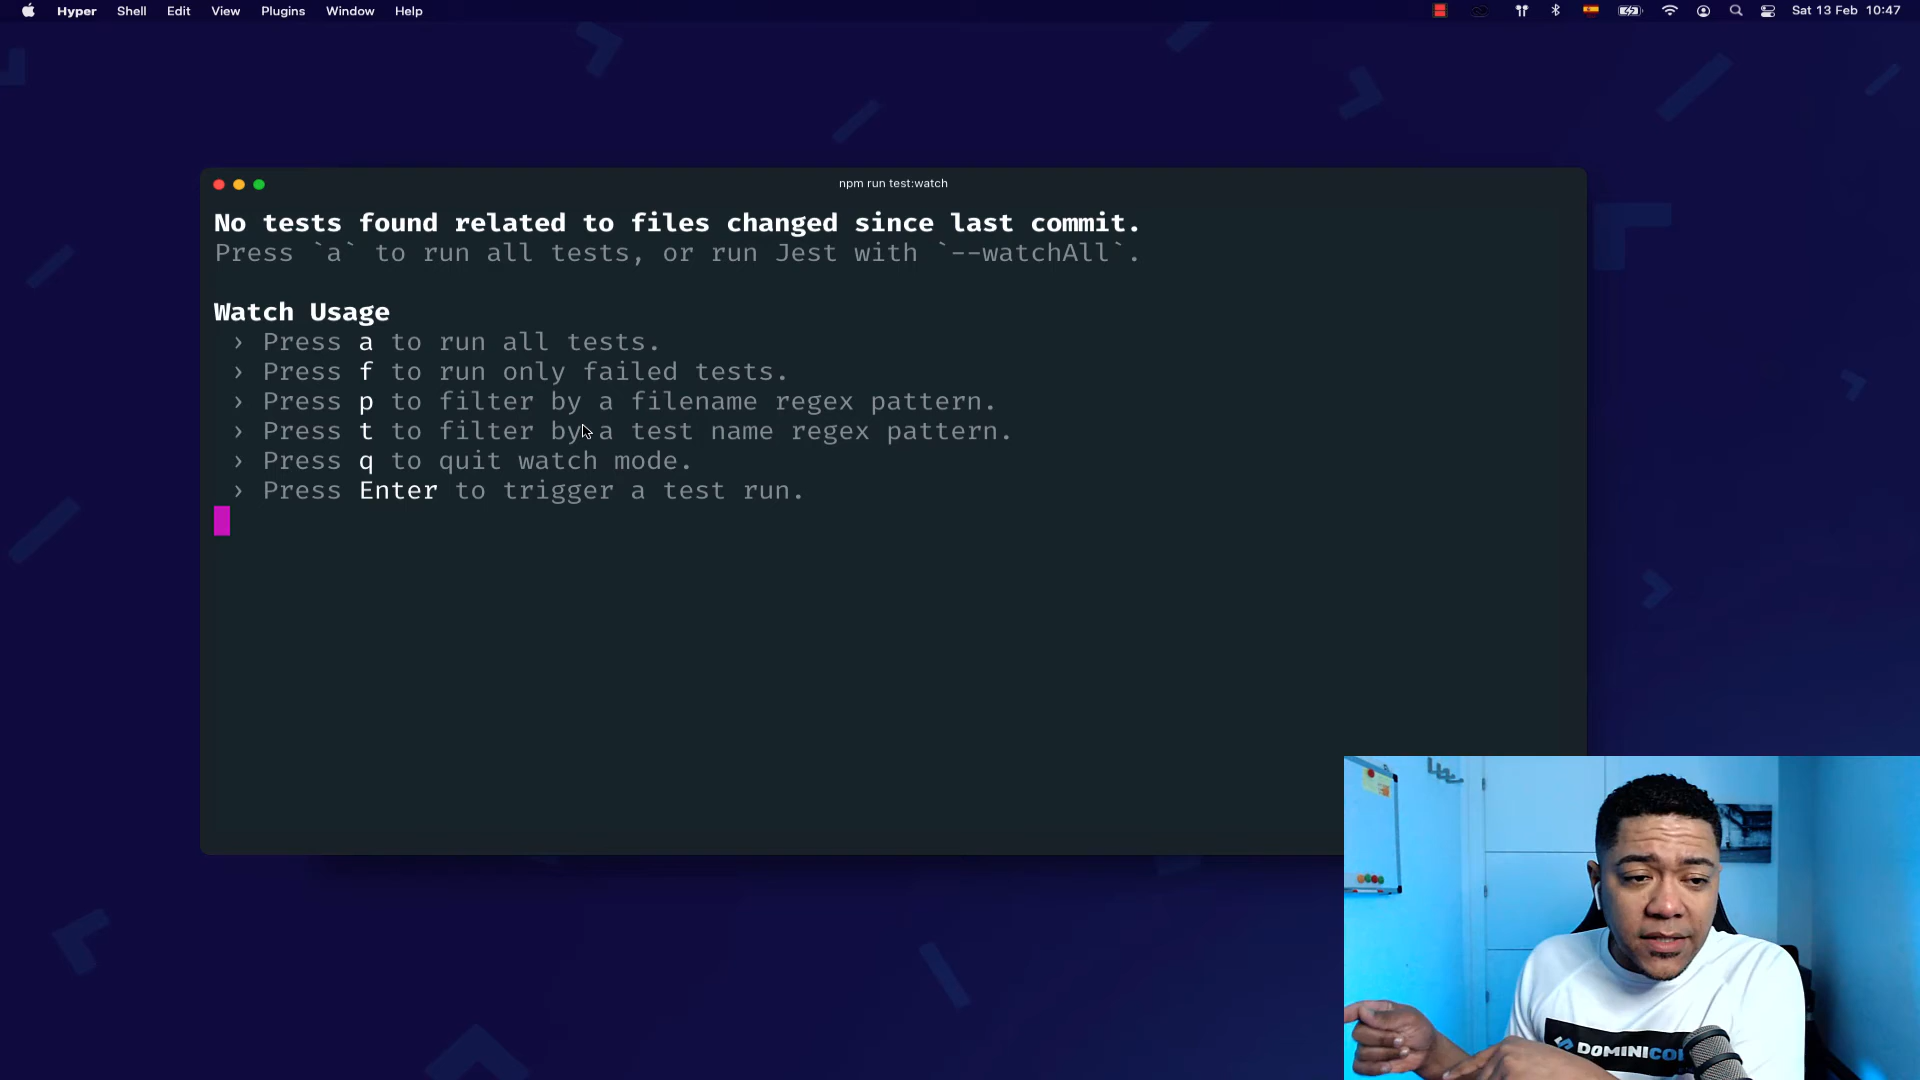 Hyper Shell Edit View Plugins Window Help Sat 13 Feb 10:47
npm run test:watch
No tests found related to files changed since last commit.
Press `a` to run all tests, or run Jest with `--watchAll`.
Watch Usage
› Press a to run all tests.
› Press f to run only failed tests.
› Press p to filter by a filename regex pattern.
› Press t to filter by a test name regex pattern.
› Press q to quit watch mode.
› Press Enter to trigger a test run.